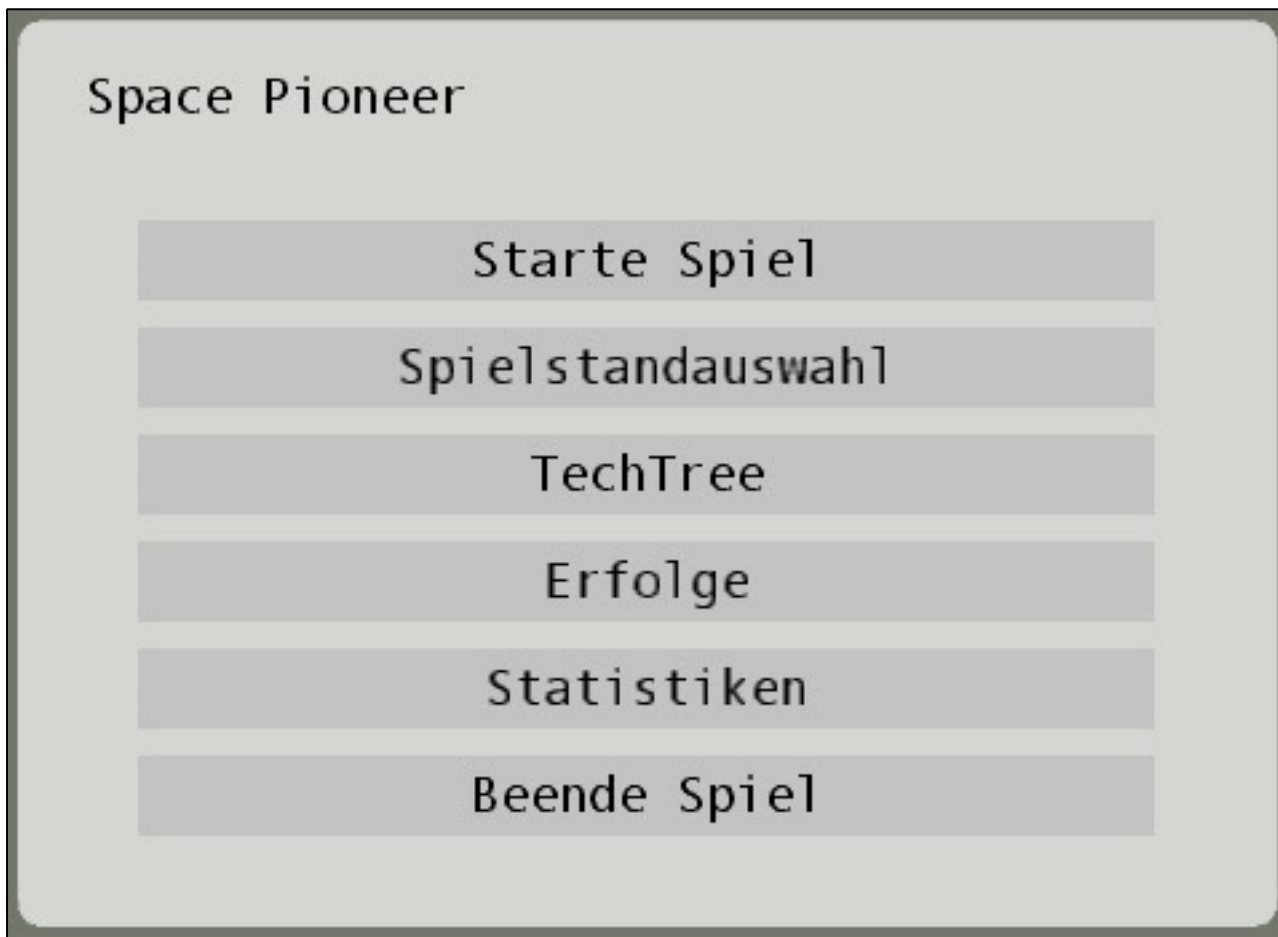 Space Pioneer
Starte Spiel
Spielstandauswahl
TechTree
Erfolge
Statistiken
Beende Spiel